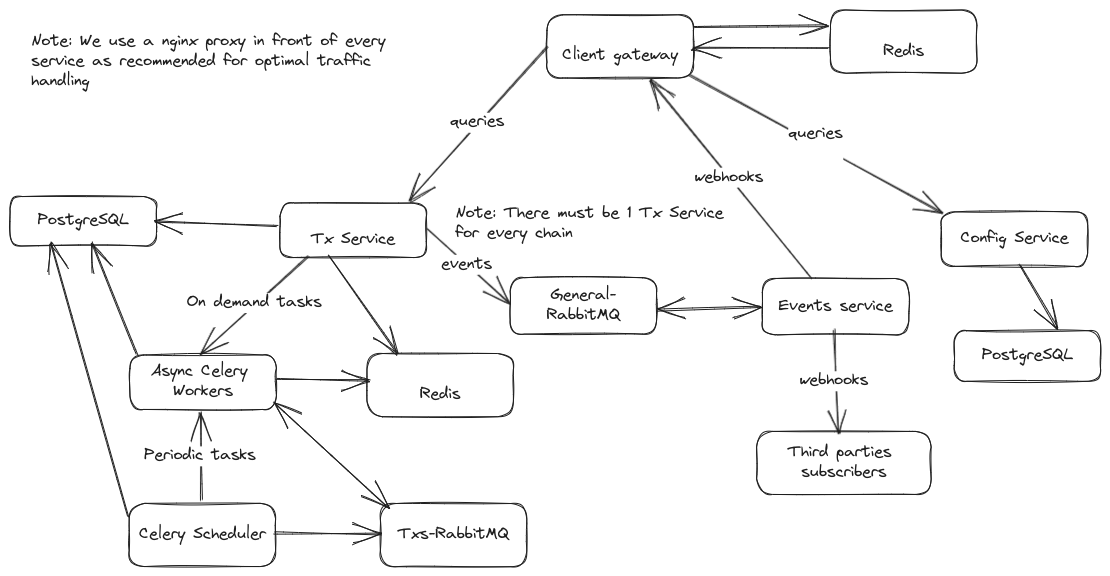 Note: We use a nginx proxy in front of every
service as recommended for optimal traffic
handling
Client gateway
Redis
queries
queries
webhooks
PostgreSQL
Tx Service
Note: There must be 1 Tx Service
for every chain
Config Service
events
On demand tasks
General-
RabbitMQ
Events service
PostgreSQL
Async Celery
Workers
Redis
webhooks
Periodic tasks
Third parties
subscribers
Celery Scheduler
Txs-RabbitMQ